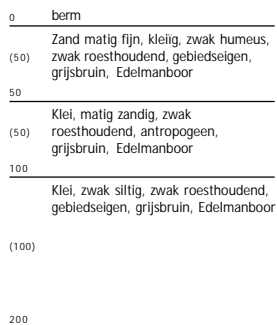 0 berm
Zand matig fijn, kleiïg, zwak humeus,
(50) zwak roesthoudend, gebiedseigen,
grijsbruin, Edelmanboor
50
Klei, matig zandig, zwak
(50) roesthoudend, antropogeen,
grijsbruin, Edelmanboor
100
Klei, zwak siltig, zwak roesthoudend,
gebiedseigen, grijsbruin, Edelmanboor
(100)
200